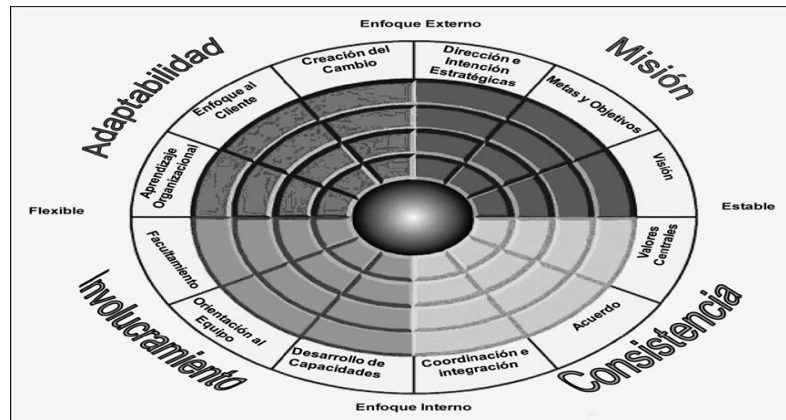 Enfoque Externo
Adaptabilidad
Misión
Creación del
Cambio
Dirección e
Intención
Estratégicas
Enfoque al
Cliente
Metas y Objetivos
Aprendizaje
Organizacional
Visión
Flexible
Estable
Facultamiento
Valores
Centrales
Orientación al
Equipo
Acuerdo
Desarrollo de
Capacidades
Coordinación e
integración
Involucramiento
Consistencia
Enfoque Interno